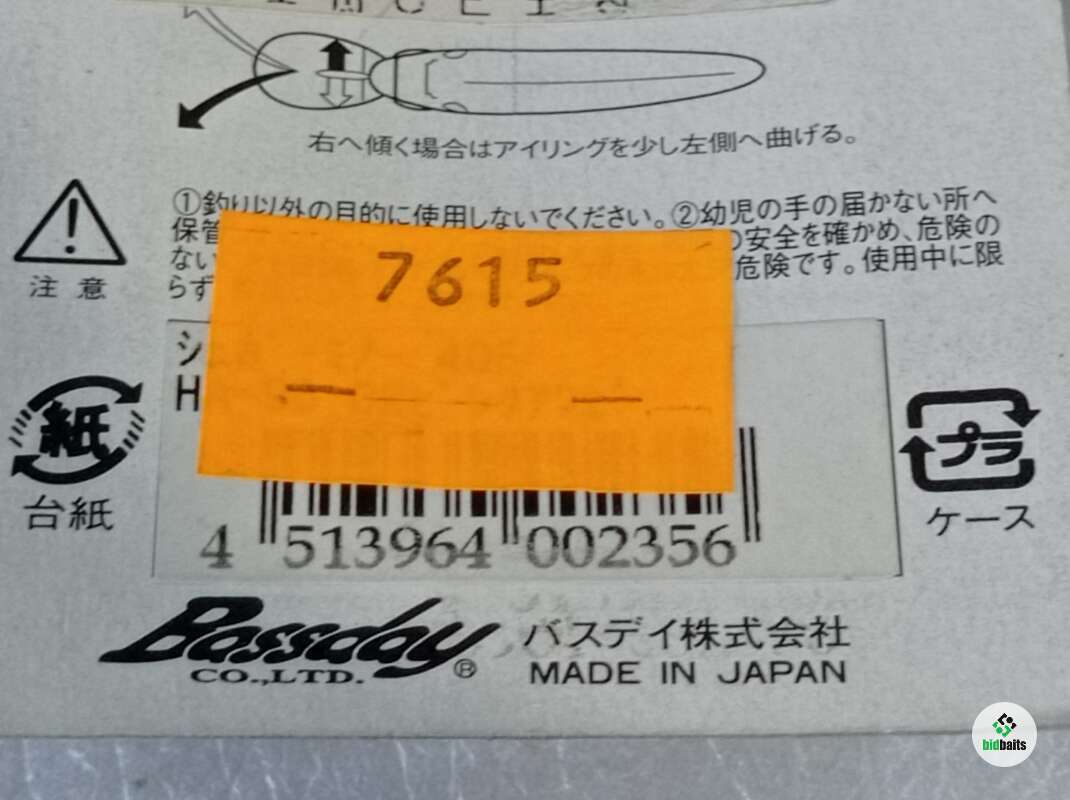 右へ傾く場合はアイリングを少し左側へ曲げる。
①釣り以外の目的に使用しないでください。②幼児の手の届かない所へ
保管 の安全を確かめ、危険の
ない 危険です。使用中に限
らず
注意
7615
シ
H
紙
台紙
プラ
ケース
4 513964 002356
Bassday® バスデイ株式会社
CO.,LTD. MADE IN JAPAN
bidbaits